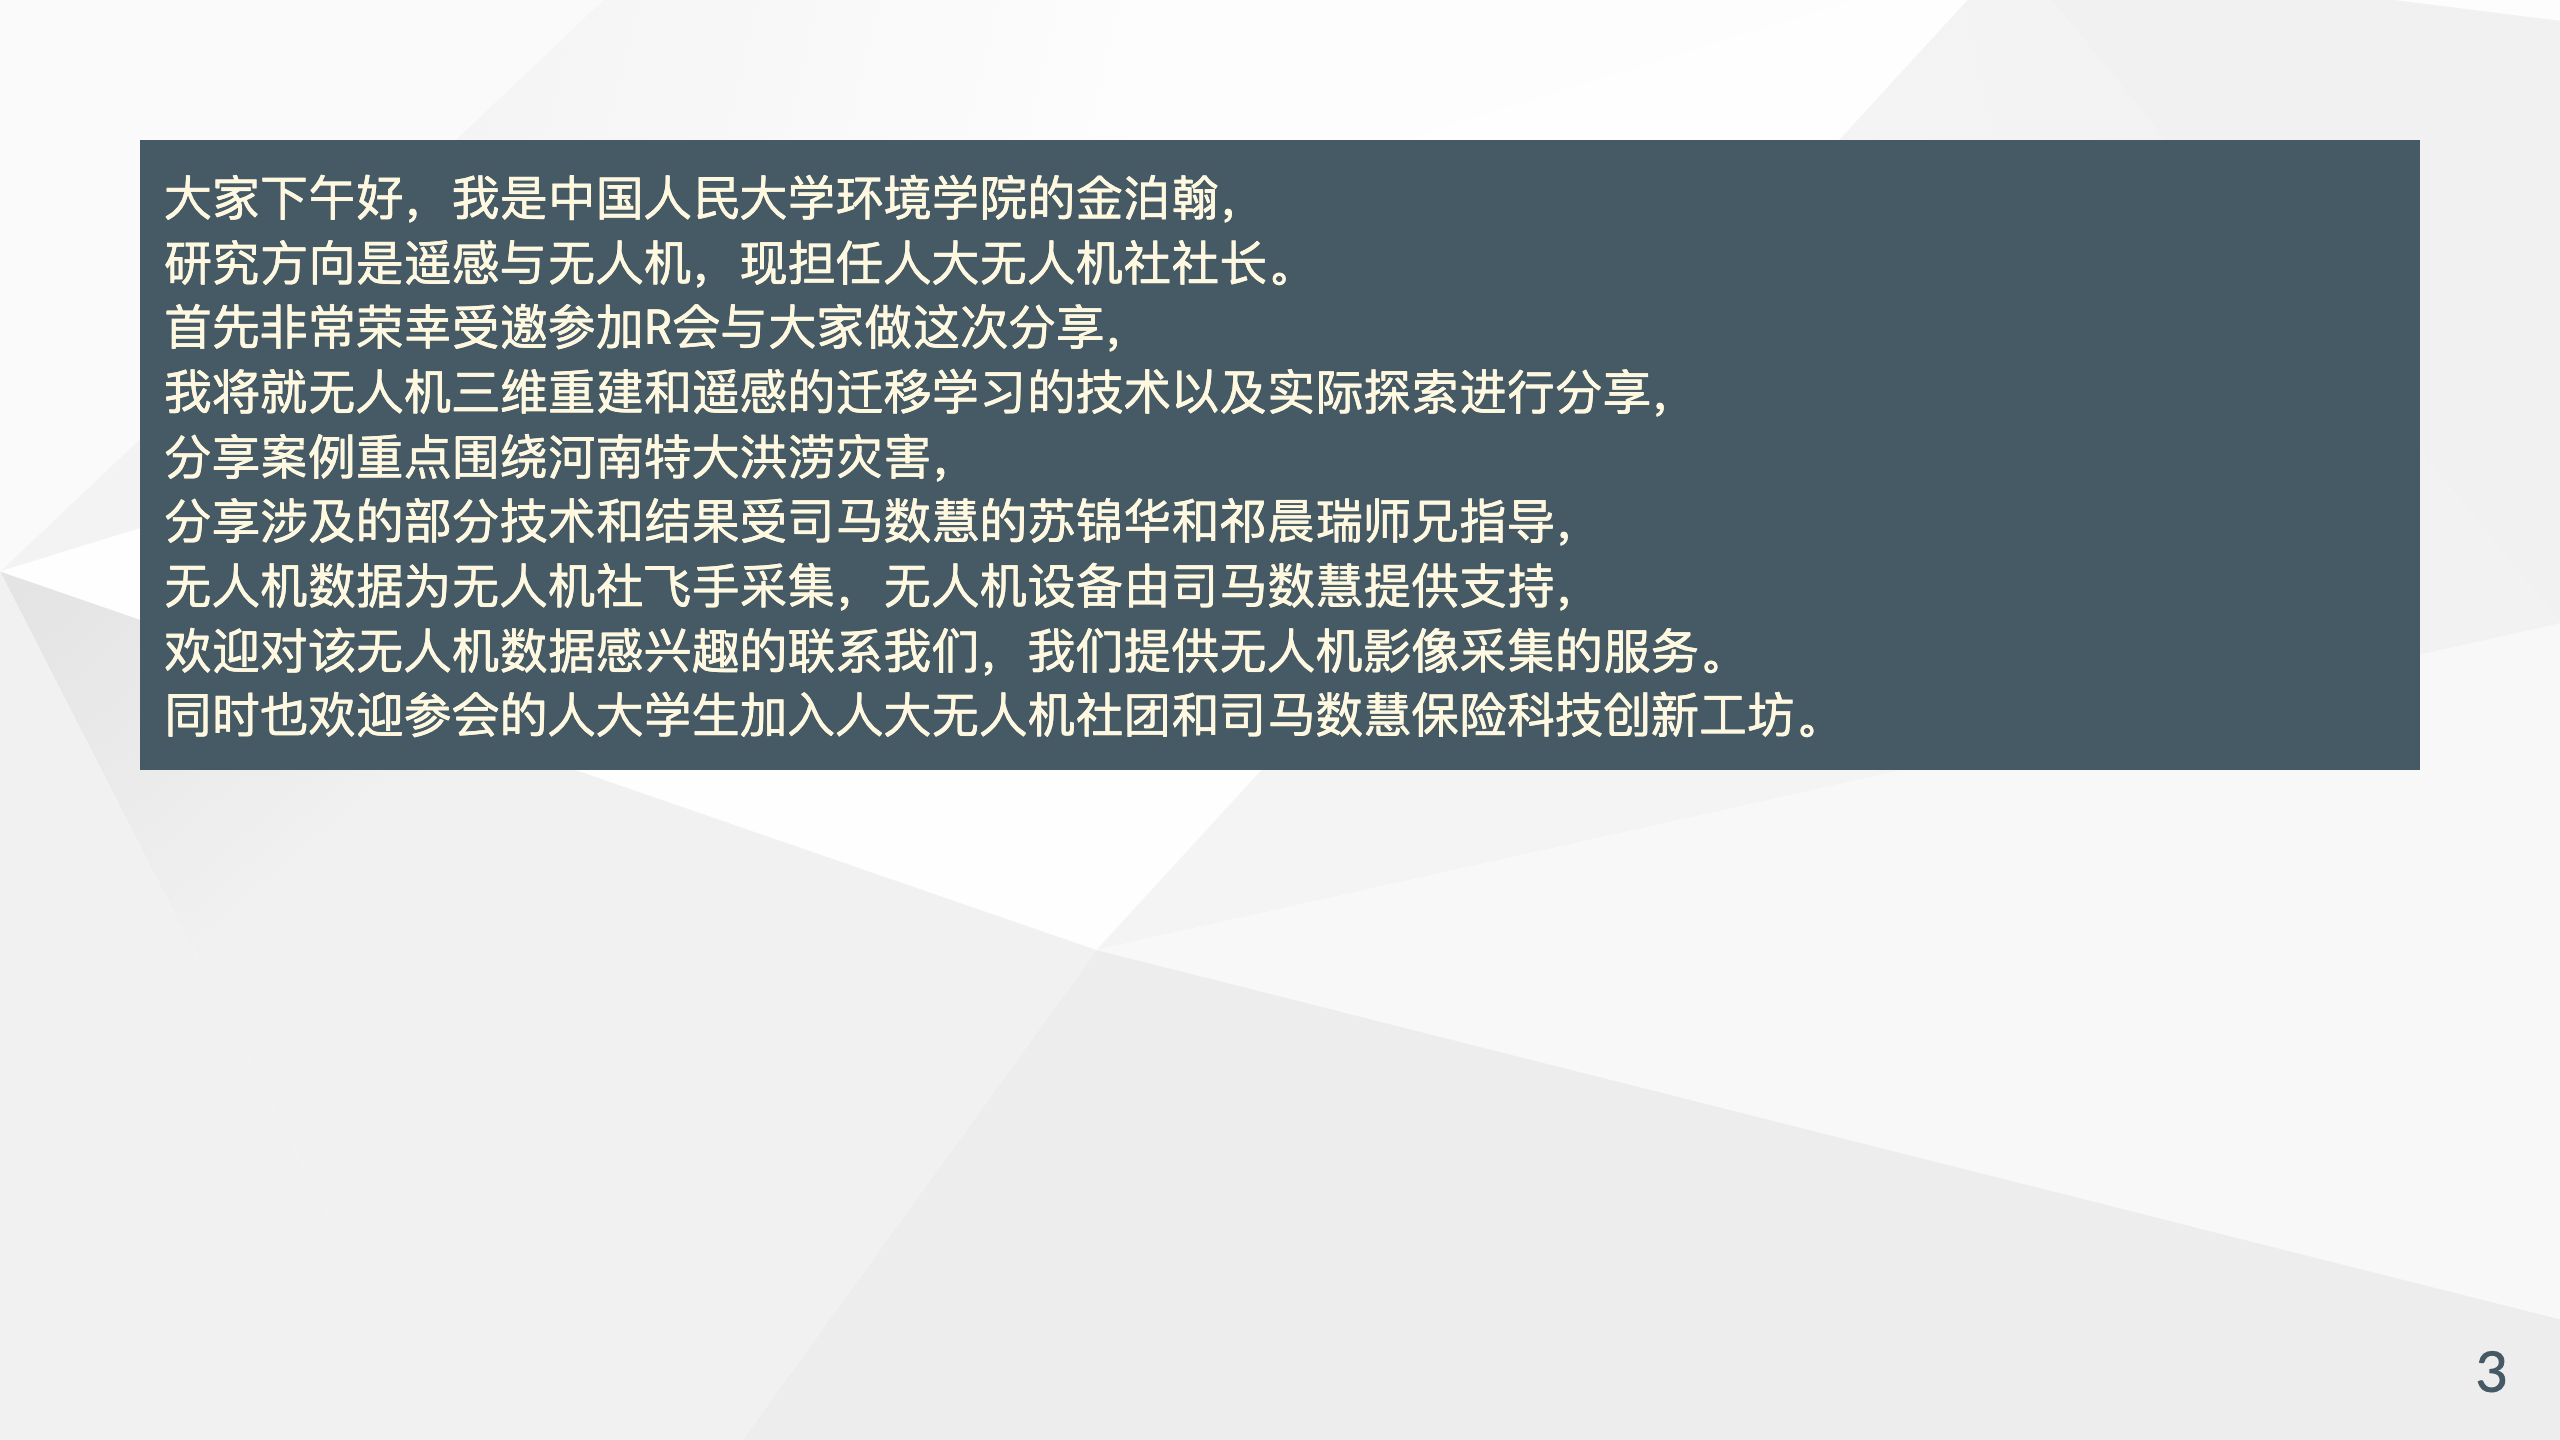 大家下午好，我是中国人民大学环境学院的金泊翰，
研究方向是遥感与无人机，现担任人大无人机社社长。
首先非常荣幸受邀参加R会与大家做这次分享，
我将就无人机三维重建和遥感的迁移学习的技术以及实际探索进行分享，
分享案例重点围绕河南特大洪涝灾害，
分享涉及的部分技术和结果受司马数慧的苏锦华和祁晨瑞师兄指导，
无人机数据为无人机社飞手采集，无人机设备由司马数慧提供支持，
欢迎对该无人机数据感兴趣的联系我们，我们提供无人机影像采集的服务。
同时也欢迎参会的人大学生加入人大无人机社团和司马数慧保险科技创新工坊。
3